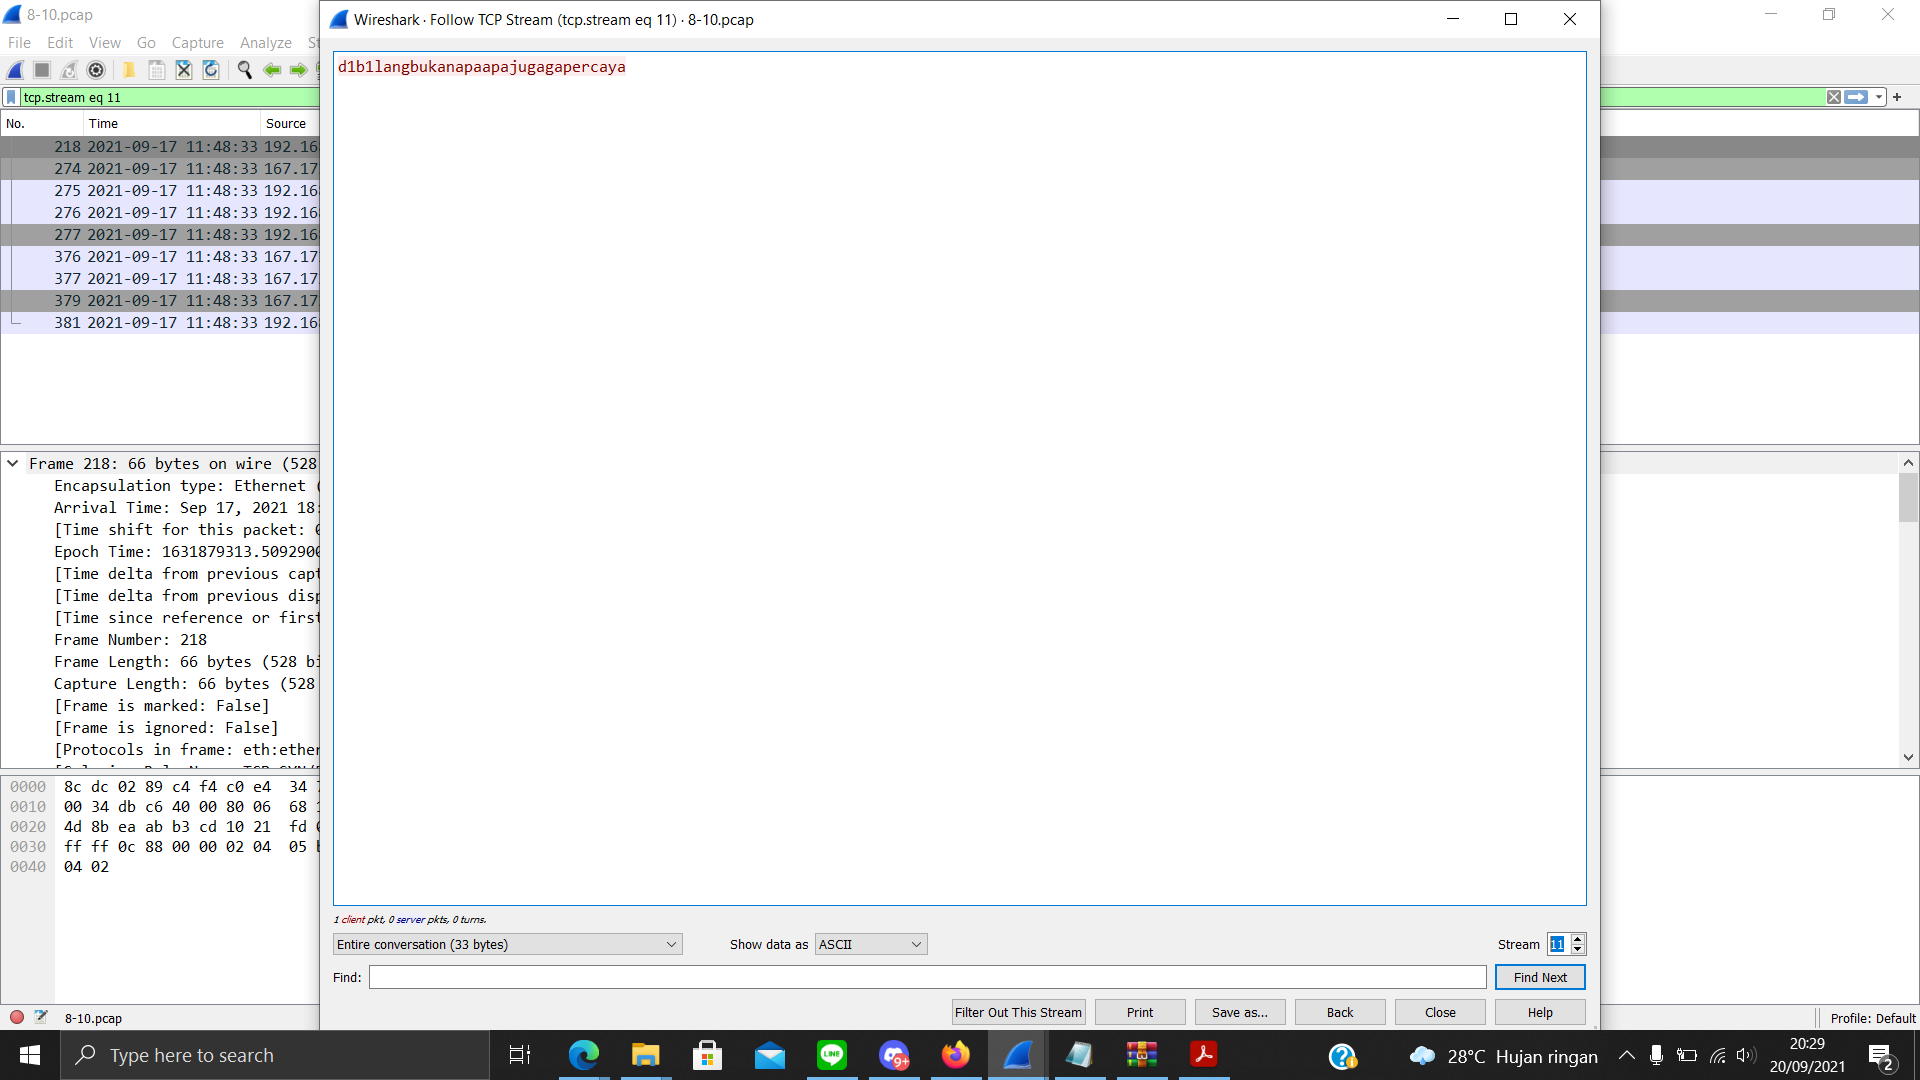 8-10.pcap
File Edit View Go Capture Analyze St
tcp.stream eq 11
No. Time Source
218 2021-09-17 11:48:33 192.16
274 2021-09-17 11:48:33 167.17
275 2021-09-17 11:48:33 192.16
276 2021-09-17 11:48:33 192.16
277 2021-09-17 11:48:33 192.16
376 2021-09-17 11:48:33 167.17
377 2021-09-17 11:48:33 167.17
379 2021-09-17 11:48:33 167.17
381 2021-09-17 11:48:33 192.16
Frame 218: 66 bytes on wire (528
Encapsulation type: Ethernet (
Arrival Time: Sep 17, 2021 18:
[Time shift for this packet: 0
Epoch Time: 1631879313.5092900
[Time delta from previous capt
[Time delta from previous disp
[Time since reference or first
Frame Number: 218
Frame Length: 66 bytes (528 bi
Capture Length: 66 bytes (528
[Frame is marked: False]
[Frame is ignored: False]
[Protocols in frame: eth:ether
0000 8c dc 02 89 c4 f4 c0 e4 34 7
0010 00 34 db c6 40 00 80 06 68 1
0020 4d 8b ea ab b3 cd 10 21 fd 0
0030 ff ff 0c 88 00 00 02 04 05 b
0040 04 02
8-10.pcap
Profile: Default
Wireshark · Follow TCP Stream (tcp.stream eq 11) · 8-10.pcap
d1b1langbukanapaapajugagapercaya
1 client pkt, 0 server pkts, 0 turns.
Entire conversation (33 bytes) Show data as ASCII Stream 11
Find: Find Next
Filter Out This Stream Print Save as... Back Close Help
Type here to search
LINE
9+
28°C Hujan ringan
20:29
20/09/2021
2